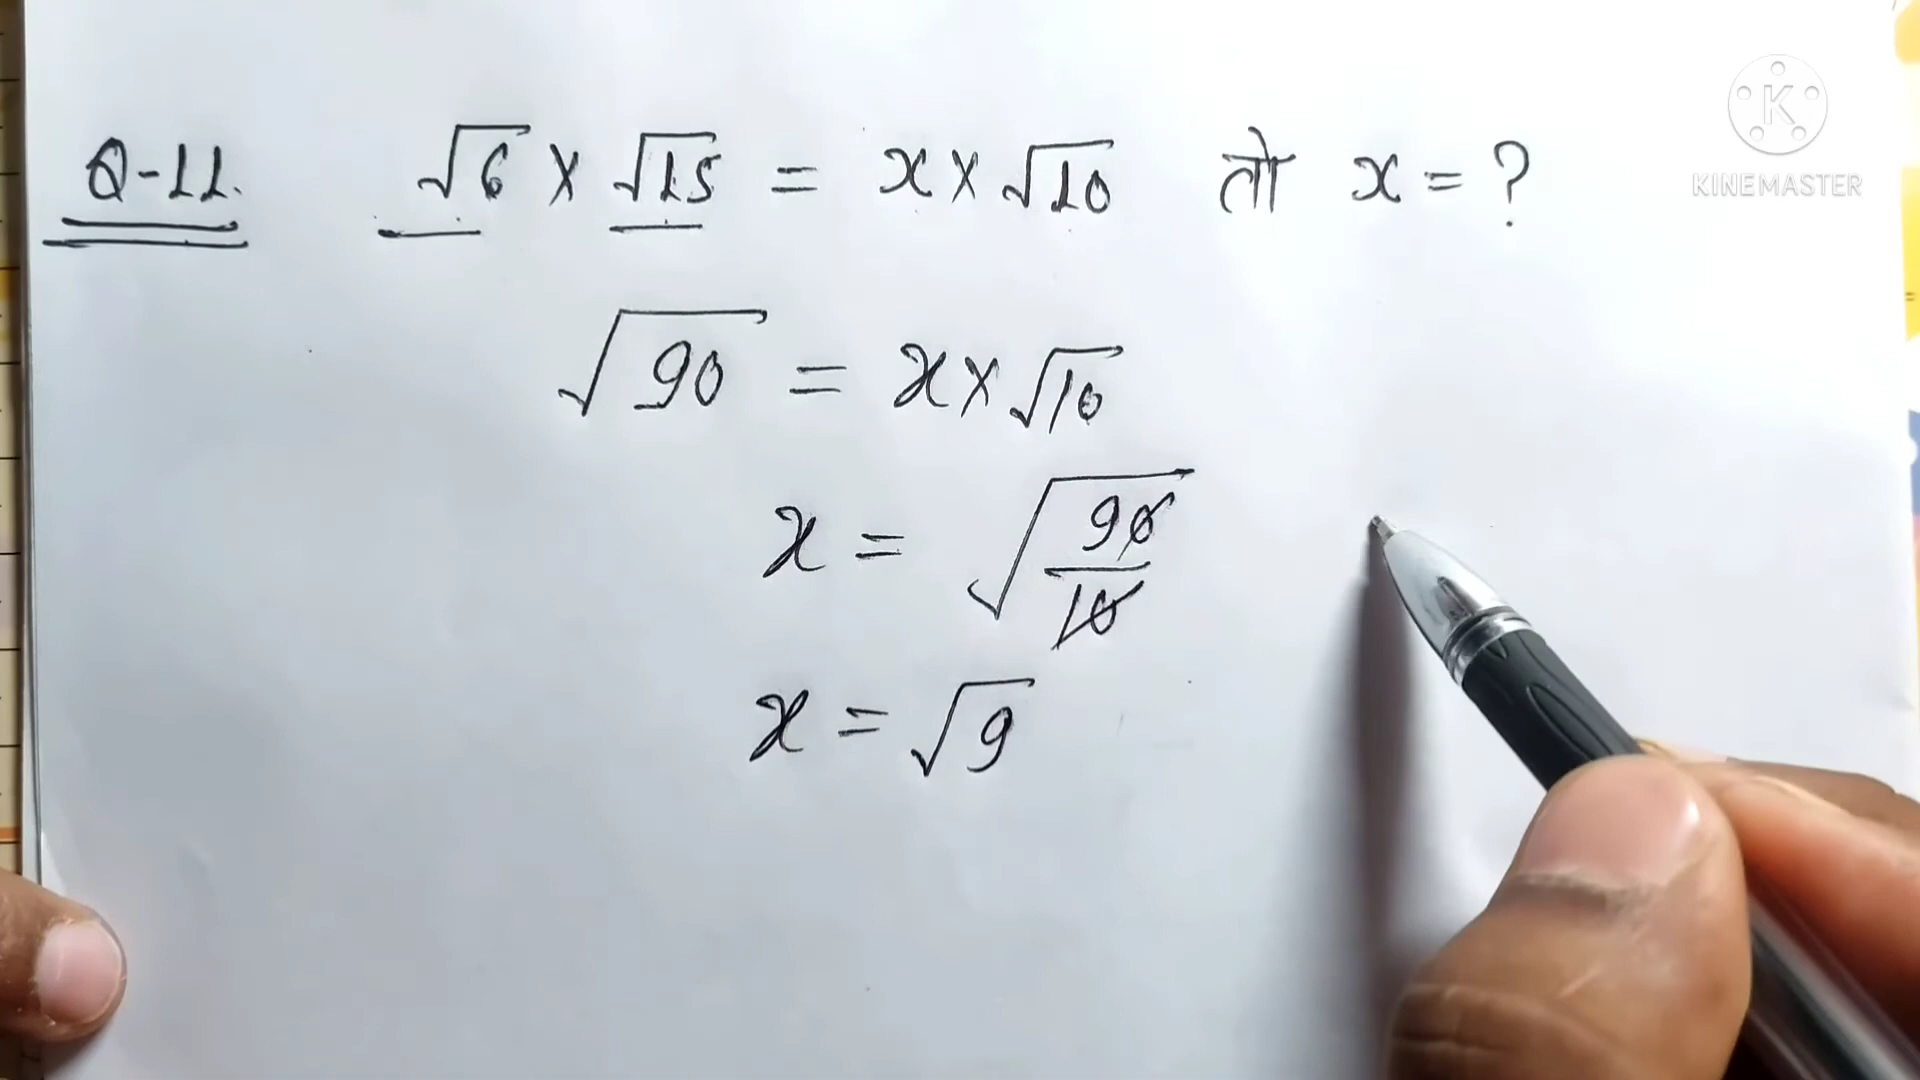 Q-11. √6 × √15 = x × √10 तो x = ?
√90 = x × √10
x = √(90/10)
x = √9
K
KINEMASTER